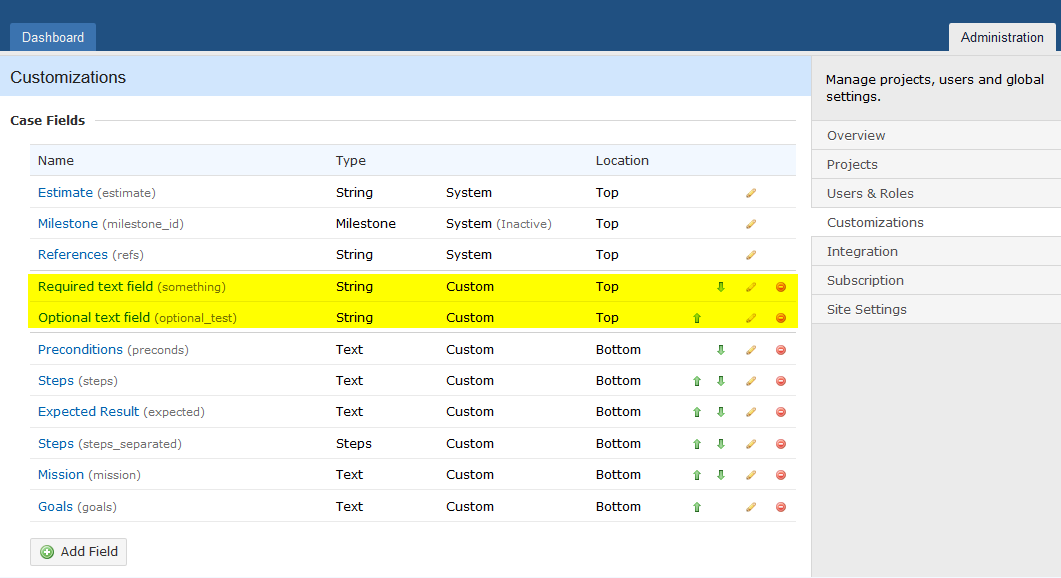 Dashboard
Administration
Customizations
Manage projects, users and global
settings.
Overview
Projects
Users & Roles
Customizations
Integration
Subscription
Site Settings
Case Fields
Name Type Location
Estimate (estimate) String System Top
Milestone (milestone_id) Milestone System (Inactive) Top
References (refs) String System Top
Required text field (something) String Custom Top
Optional text field (optional_test) String Custom Top
Preconditions (preconds) Text Custom Bottom
Steps (steps) Text Custom Bottom
Expected Result (expected) Text Custom Bottom
Steps (steps_separated) Steps Custom Bottom
Mission (mission) Text Custom Bottom
Goals (goals) Text Custom Bottom
Add Field